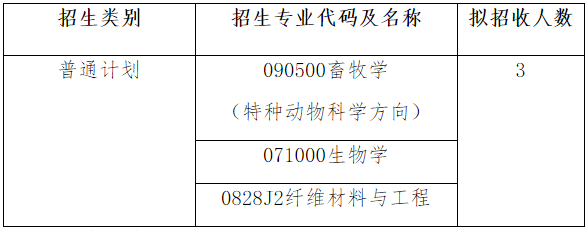 招生类别 招生专业代码及名称 拟招收人数
普通计划 090500畜牧学 3
（特种动物科学方向）
071000生物学
0828J2纤维材料与工程